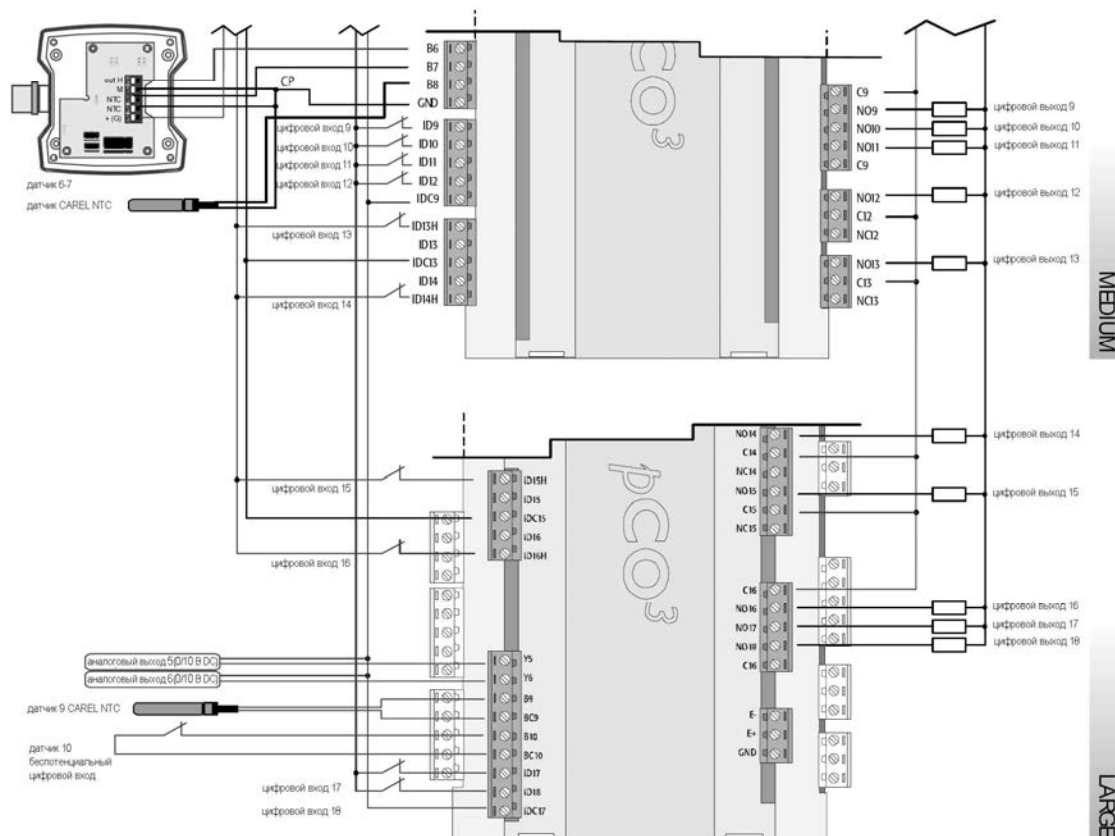 out H
M
NTC
NTC
+ (G)
CP
датчик 6-7
датчик CAREL NTC
B6
B7
B8
GND
цифровой вход 9
цифровой вход 10
цифровой вход 11
цифровой вход 12
ID9
ID10
ID11
ID12
IDC9
цифровой вход 13
цифровой вход 14
ID13H
ID13
IDC13
ID14
ID14H
pCO3
C9
NO9
NO10
NO11
C9
NO12
C12
NC12
NO13
C13
NC13
цифровой выход 9
цифровой выход 10
цифровой выход 11
цифровой выход 12
цифровой выход 13
MEDIUM
цифровой вход 15
цифровой вход 16
ID15H
ID15
IDC15
ID16
ID16H
pCO3
NO14
C14
NC14
NO15
C15
NC15
C16
NO16
NO17
NO18
C16
E-
E+
GND
цифровой выход 14
цифровой выход 15
цифровой выход 16
цифровой выход 17
цифровой выход 18
аналоговый выход 5(0/10 В DC)
аналоговый выход 6(0/10 В DC)
датчик 9 CAREL NTC
датчик 10
беспотенциальный
цифровой вход
цифровой вход 17
цифровой вход 18
Y5
Y6
B9
BC9
B10
BC10
ID17
ID18
IDC17
LARGE